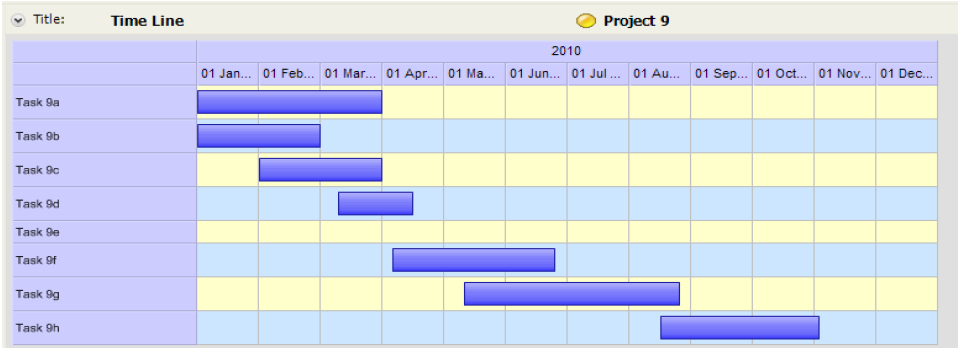 Title: Time Line Project 9
2010
01 Jan... 01 Feb... 01 Mar... 01 Apr... 01 Ma... 01 Jun... 01 Jul ... 01 Au... 01 Sep... 01 Oct... 01 Nov... 01 Dec...
Task 9a
Task 9b
Task 9c
Task 9d
Task 9e
Task 9f
Task 9g
Task 9h